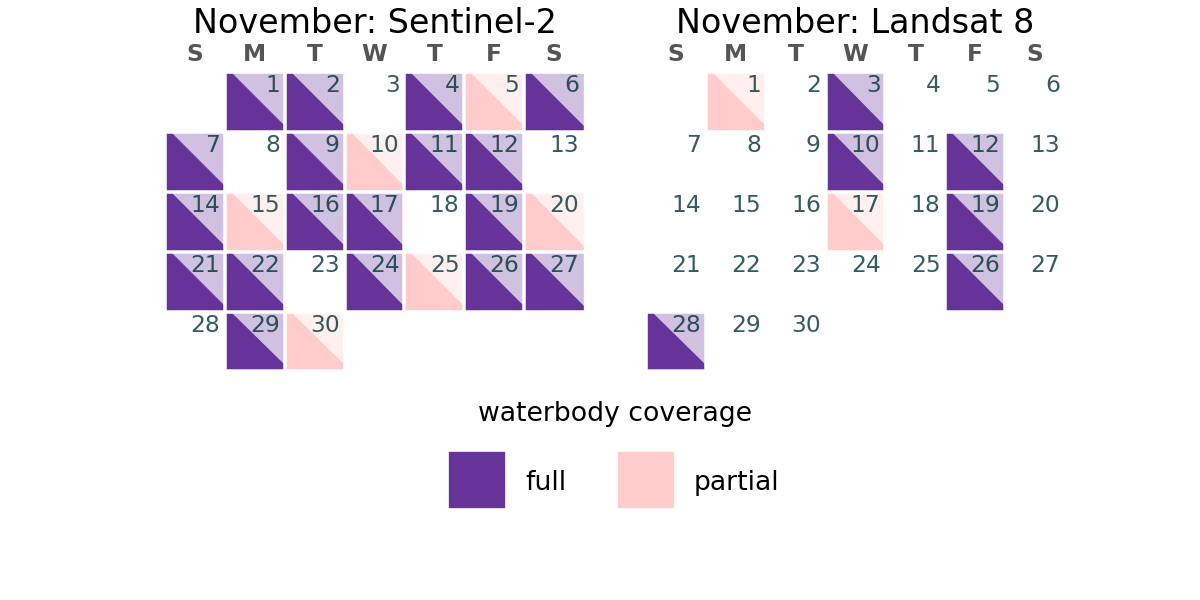 November: Sentinel-2
S M T W T F S
1 2 3 4 5 6
7 8 9 10 11 12 13
14 15 16 17 18 19 20
21 22 23 24 25 26 27
28 29 30
November: Landsat 8
S M T W T F S
1 2 3 4 5 6
7 8 9 10 11 12 13
14 15 16 17 18 19 20
21 22 23 24 25 26 27
28 29 30
waterbody coverage
full partial